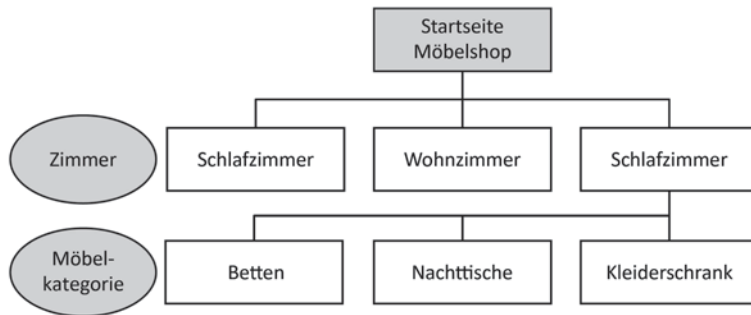 Startseite
Möbelshop
Zimmer
Schlafzimmer
Wohnzimmer
Schlafzimmer
Möbel-
kategorie
Betten
Nachttische
Kleiderschrank